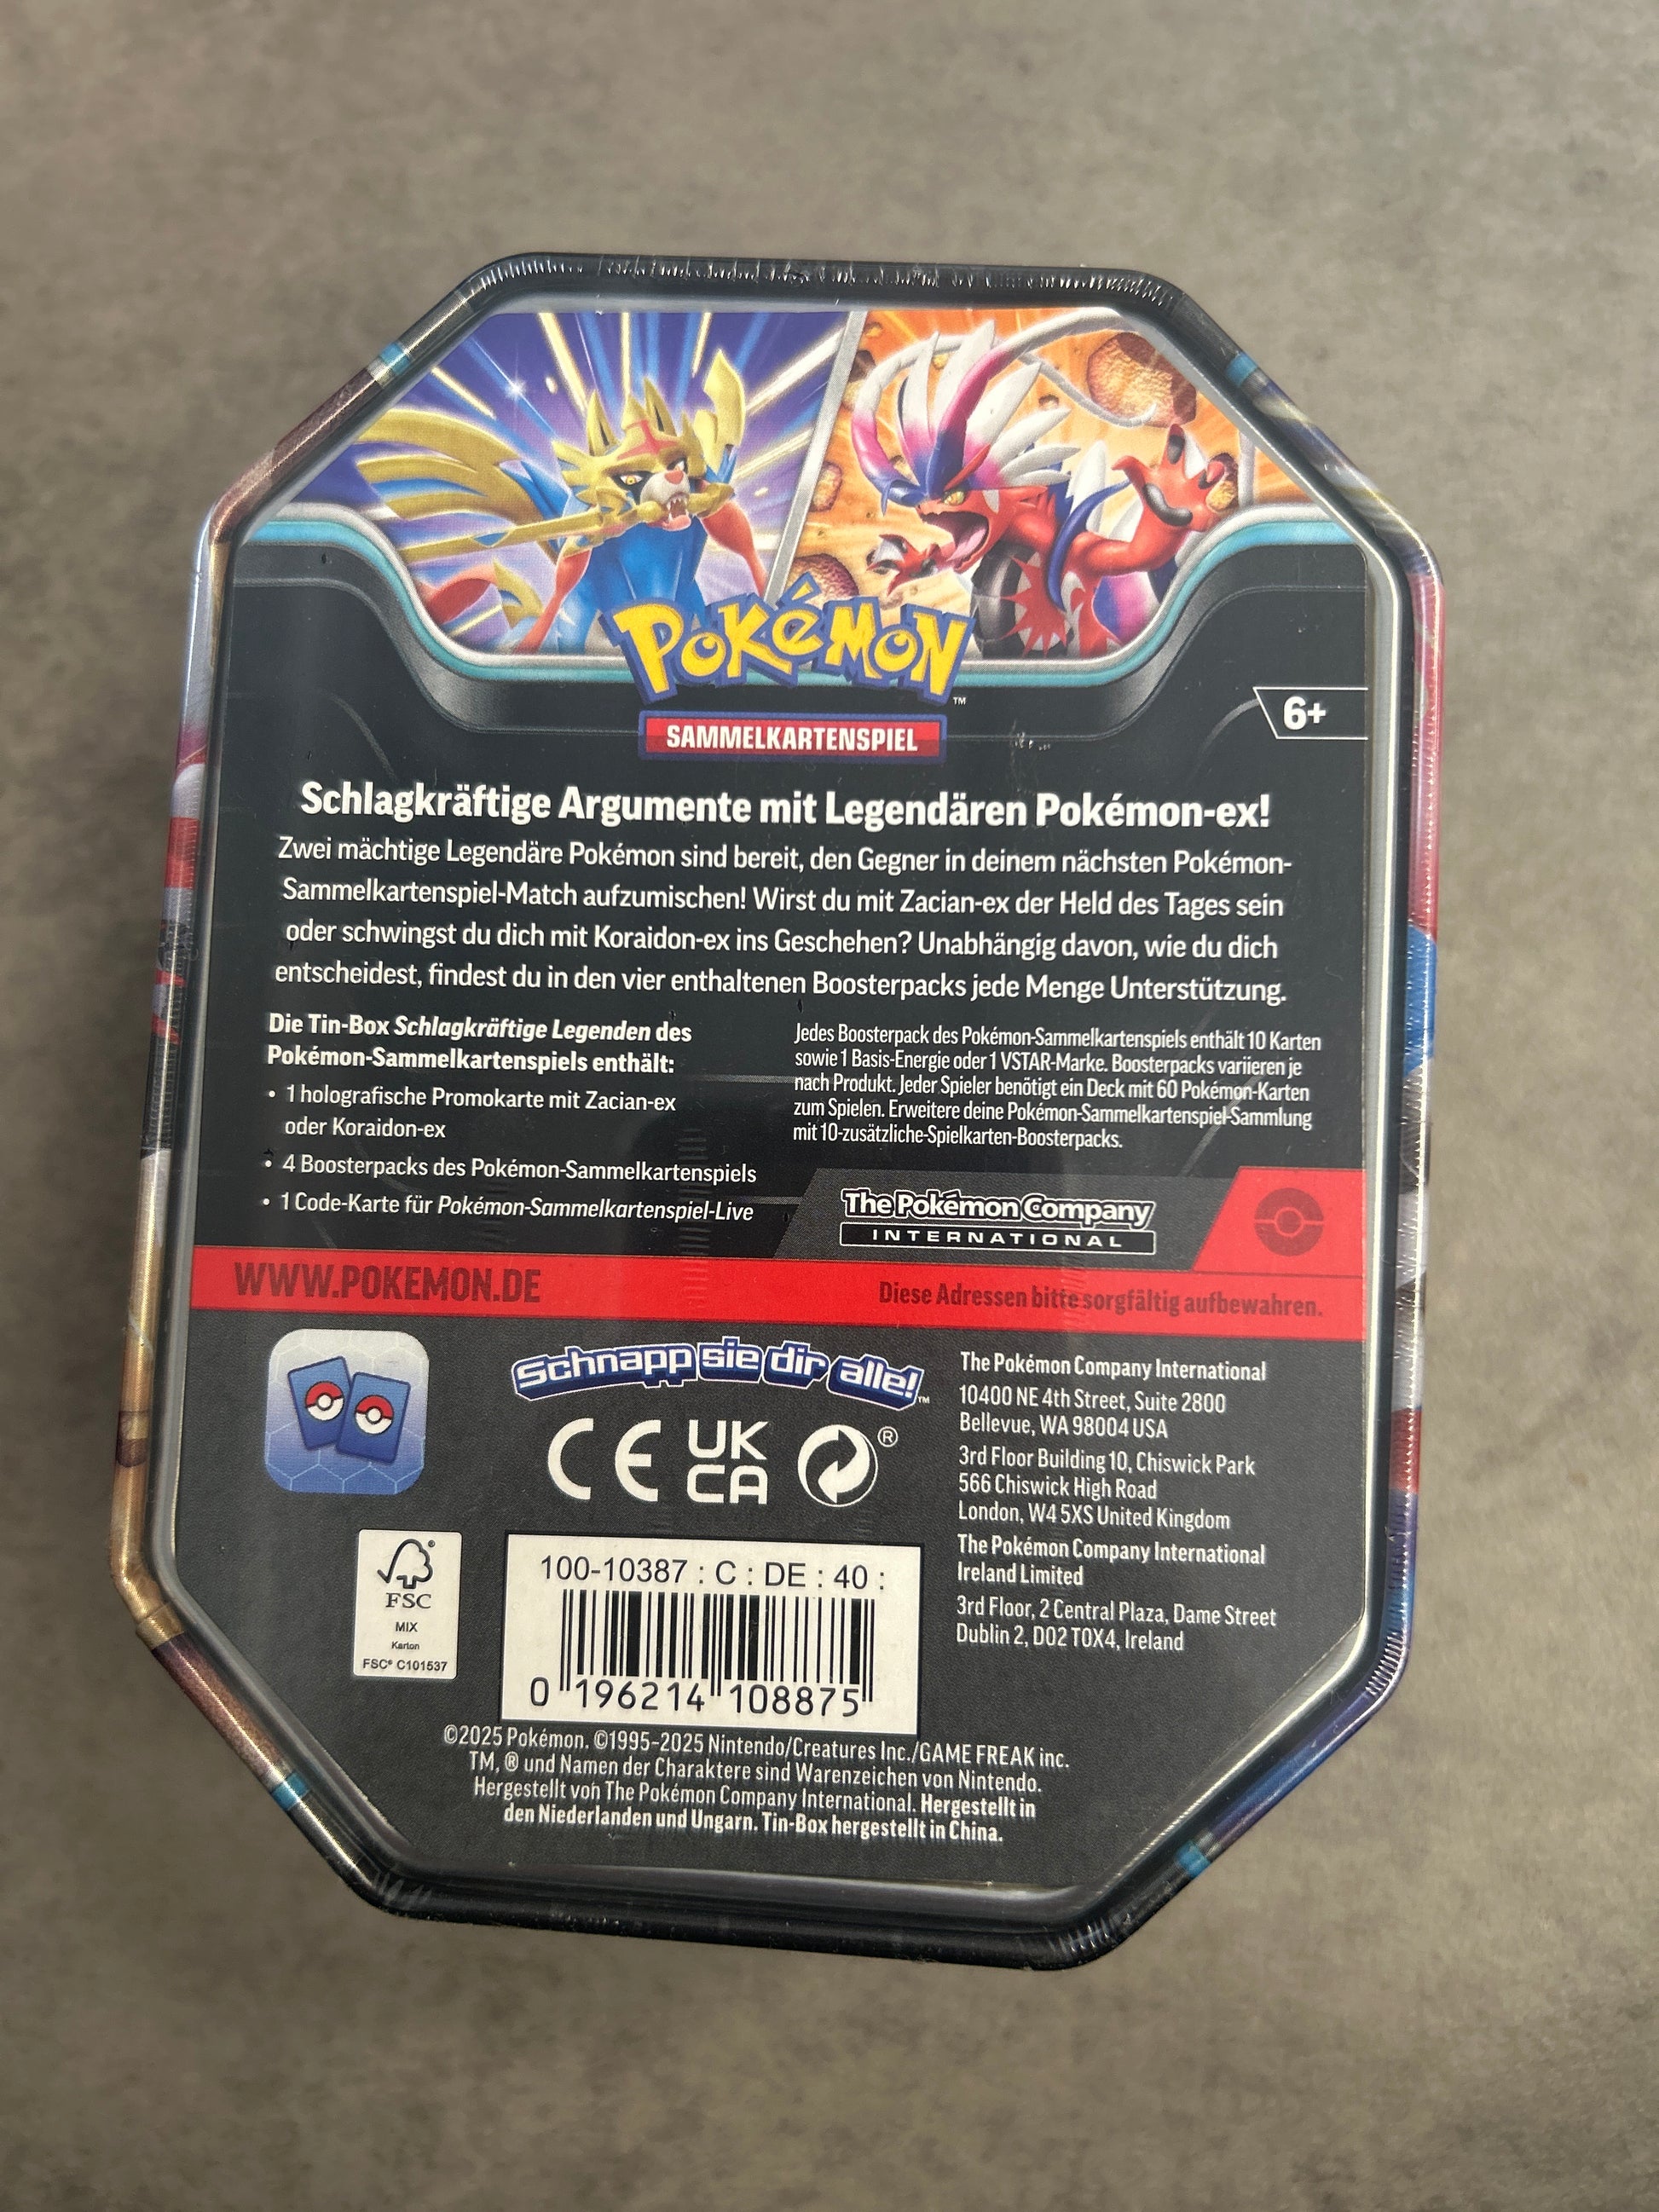 POKÉMON™
SAMMELKARTENSPIEL
6+
Schlagkräftige Argumente mit Legendären Pokémon-ex!
Zwei mächtige Legendäre Pokémon sind bereit, den Gegner in deinem nächsten Pokémon-
Sammelkartenspiel-Match aufzumischen! Wirst du mit Zacian-ex der Held des Tages sein
oder schwingst du dich mit Koraidon-ex ins Geschehen? Unabhängig davon, wie du dich
entscheidest, findest du in den vier enthaltenen Boosterpacks jede Menge Unterstützung.
Die Tin-Box Schlagkräftige Legenden des
Pokémon-Sammelkartenspiels enthält:
• 1 holografische Promokarte mit Zacian-ex
oder Koraidon-ex
• 4 Boosterpacks des Pokémon-Sammelkartenspiels
• 1 Code-Karte für Pokémon-Sammelkartenspiel-Live
Jedes Boosterpack des Pokémon-Sammelkartenspiels enthält 10 Karten
sowie 1 Basis-Energie oder 1 VSTAR-Marke. Boosterpacks variieren je
nach Produkt. Jeder Spieler benötigt ein Deck mit 60 Pokémon-Karten
zum Spielen. Erweitere deine Pokémon-Sammelkartenspiel-Sammlung
mit 10-zusätzliche-Spielkarten-Boosterpacks.
The Pokémon Company
INTERNATIONAL
WWW.POKEMON.DE
Diese Adressen bitte sorgfältig aufbewahren.
Schnapp sie dir alle!™
CE
UK
CA
®
The Pokémon Company International
10400 NE 4th Street, Suite 2800
Bellevue, WA 98004 USA
3rd Floor Building 10, Chiswick Park
566 Chiswick High Road
London, W4 5XS United Kingdom
The Pokémon Company International
Ireland Limited
3rd Floor, 2 Central Plaza, Dame Street
Dublin 2, D02 T0X4, Ireland
®
FSC
MIX
Karton
FSC® C101537
100-10387 : C : DE : 40 :
0 196214 108875
©2025 Pokémon. ©1995–2025 Nintendo/Creatures Inc./GAME FREAK inc.
TM, ® und Namen der Charaktere sind Warenzeichen von Nintendo.
Hergestellt von The Pokémon Company International. Hergestellt in
den Niederlanden und Ungarn. Tin-Box hergestellt in China.